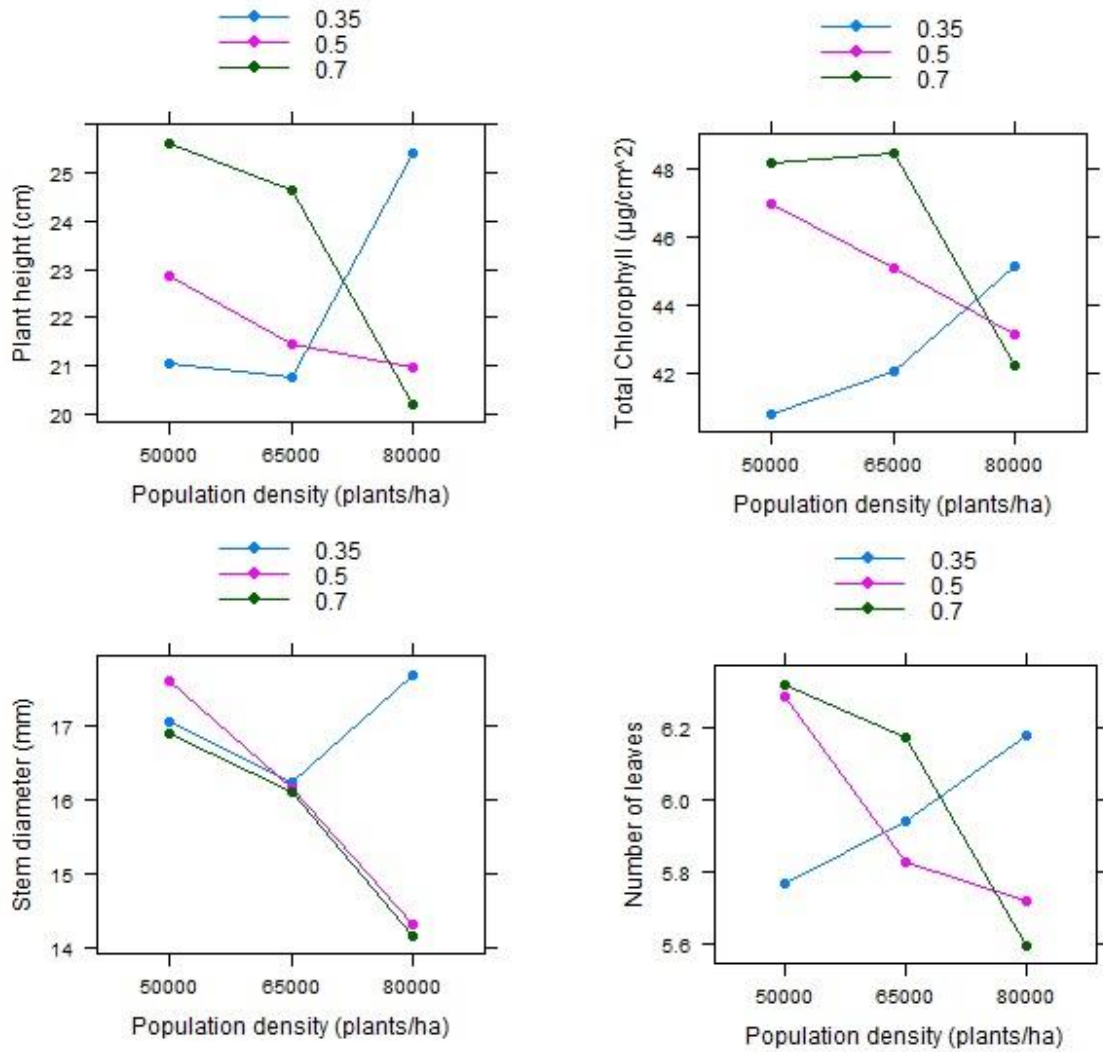 0.35
0.5
0.7
Plant height (cm)
25
24
23
22
21
20
50000 65000 80000
Population density (plants/ha)
0.35
0.5
0.7
Total Chlorophyll (µg/cm^2)
48
46
44
42
50000 65000 80000
Population density (plants/ha)
0.35
0.5
0.7
Stem diameter (mm)
17
16
15
14
50000 65000 80000
Population density (plants/ha)
0.35
0.5
0.7
Number of leaves
6.2
6.0
5.8
5.6
50000 65000 80000
Population density (plants/ha)